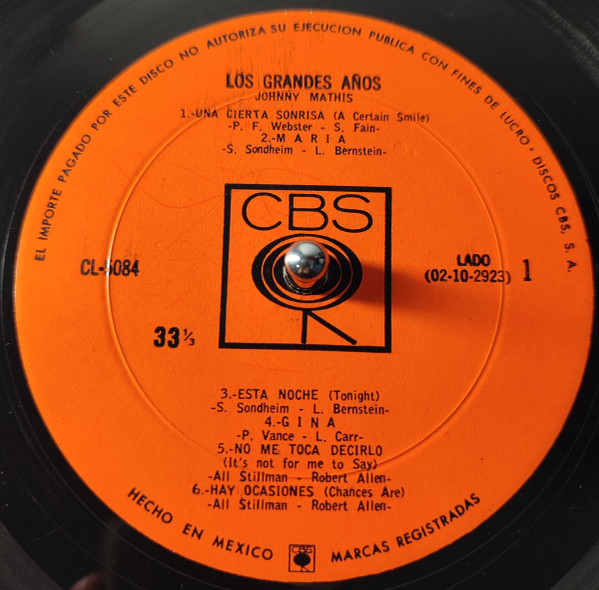 EL IMPORTE PAGADO POR ESTE DISCO NO AUTORIZA SU EJECUCION PUBLICA CON FINES DE LUCRO • DISCOS CBS, S. A.
LOS GRANDES AÑOS
JOHNNY MATHIS
1.-UNA CIERTA SONRISA (A Certain Smile)
-P. F. Webster - S. Fain-
2.-M A R I A
-S. Sondheim - L. Bernstein-
CBS
CL-5084
LADO
(02-10-2923) 1
33 1/3
3.-ESTA NOCHE (Tonight)
-S. Sondheim - L. Bernstein-
4.-G I N A
-P. Vance - L. Carr-
5.-NO ME TOCA DECIRLO
(It's not for me to Say)
-All Stillman - Robert Allen-
6.-HAY OCASIONES (Chances Are)
-All Stillman - Robert Allen-
HECHO EN MEXICO CBS MARCAS REGISTRADAS